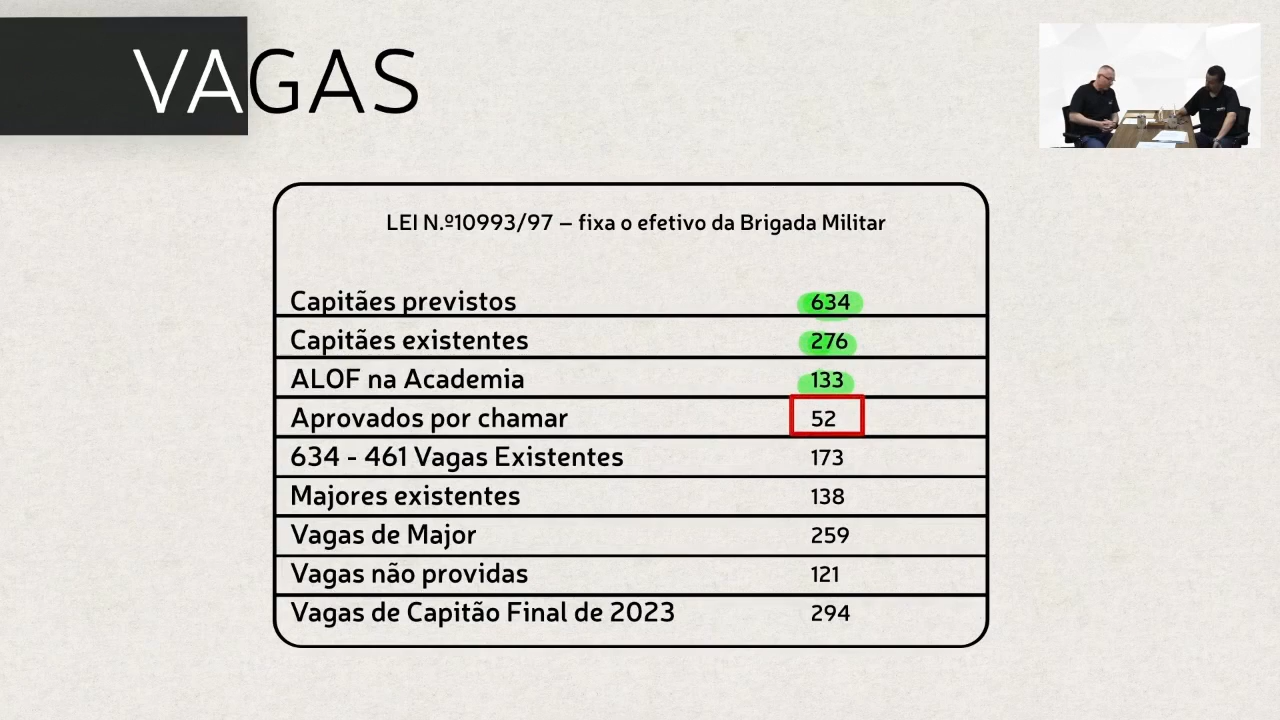 VAGAS
LEI N.º10993/97 – fixa o efetivo da Brigada Militar
Capitães previstos 634
Capitães existentes 276
ALOF na Academia 133
Aprovados por chamar 52
634 - 461 Vagas Existentes 173
Majores existentes 138
Vagas de Major 259
Vagas não providas 121
Vagas de Capitão Final de 2023 294